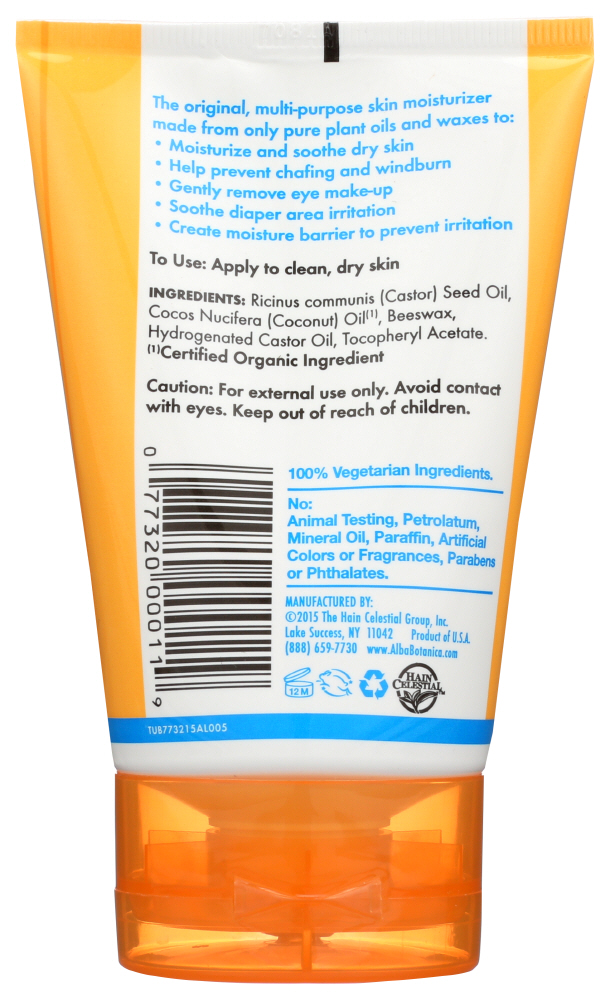 The original, multi-purpose skin moisturizer
made from only pure plant oils and waxes to:
• Moisturize and soothe dry skin
• Help prevent chafing and windburn
• Gently remove eye make-up
• Soothe diaper area irritation
• Create moisture barrier to prevent irritation
To Use: Apply to clean, dry skin
INGREDIENTS: Ricinus communis (Castor) Seed Oil,
Cocos Nucifera (Coconut) Oil⁽¹⁾, Beeswax,
Hydrogenated Castor Oil, Tocopheryl Acetate.
⁽¹⁾Certified Organic Ingredient
Caution: For external use only. Avoid contact
with eyes. Keep out of reach of children.
0 77320 00011 9
100% Vegetarian Ingredients.
No:
Animal Testing, Petrolatum,
Mineral Oil, Paraffin, Artificial
Colors or Fragrances, Parabens
or Phthalates.
MANUFACTURED BY:
©2015 The Hain Celestial Group, Inc.
Lake Success, NY 11042 Product of U.S.A.
(888) 659-7730 www.AlbaBotanica.com
12 M
HAIN
CELESTIAL
TUB773215AL005